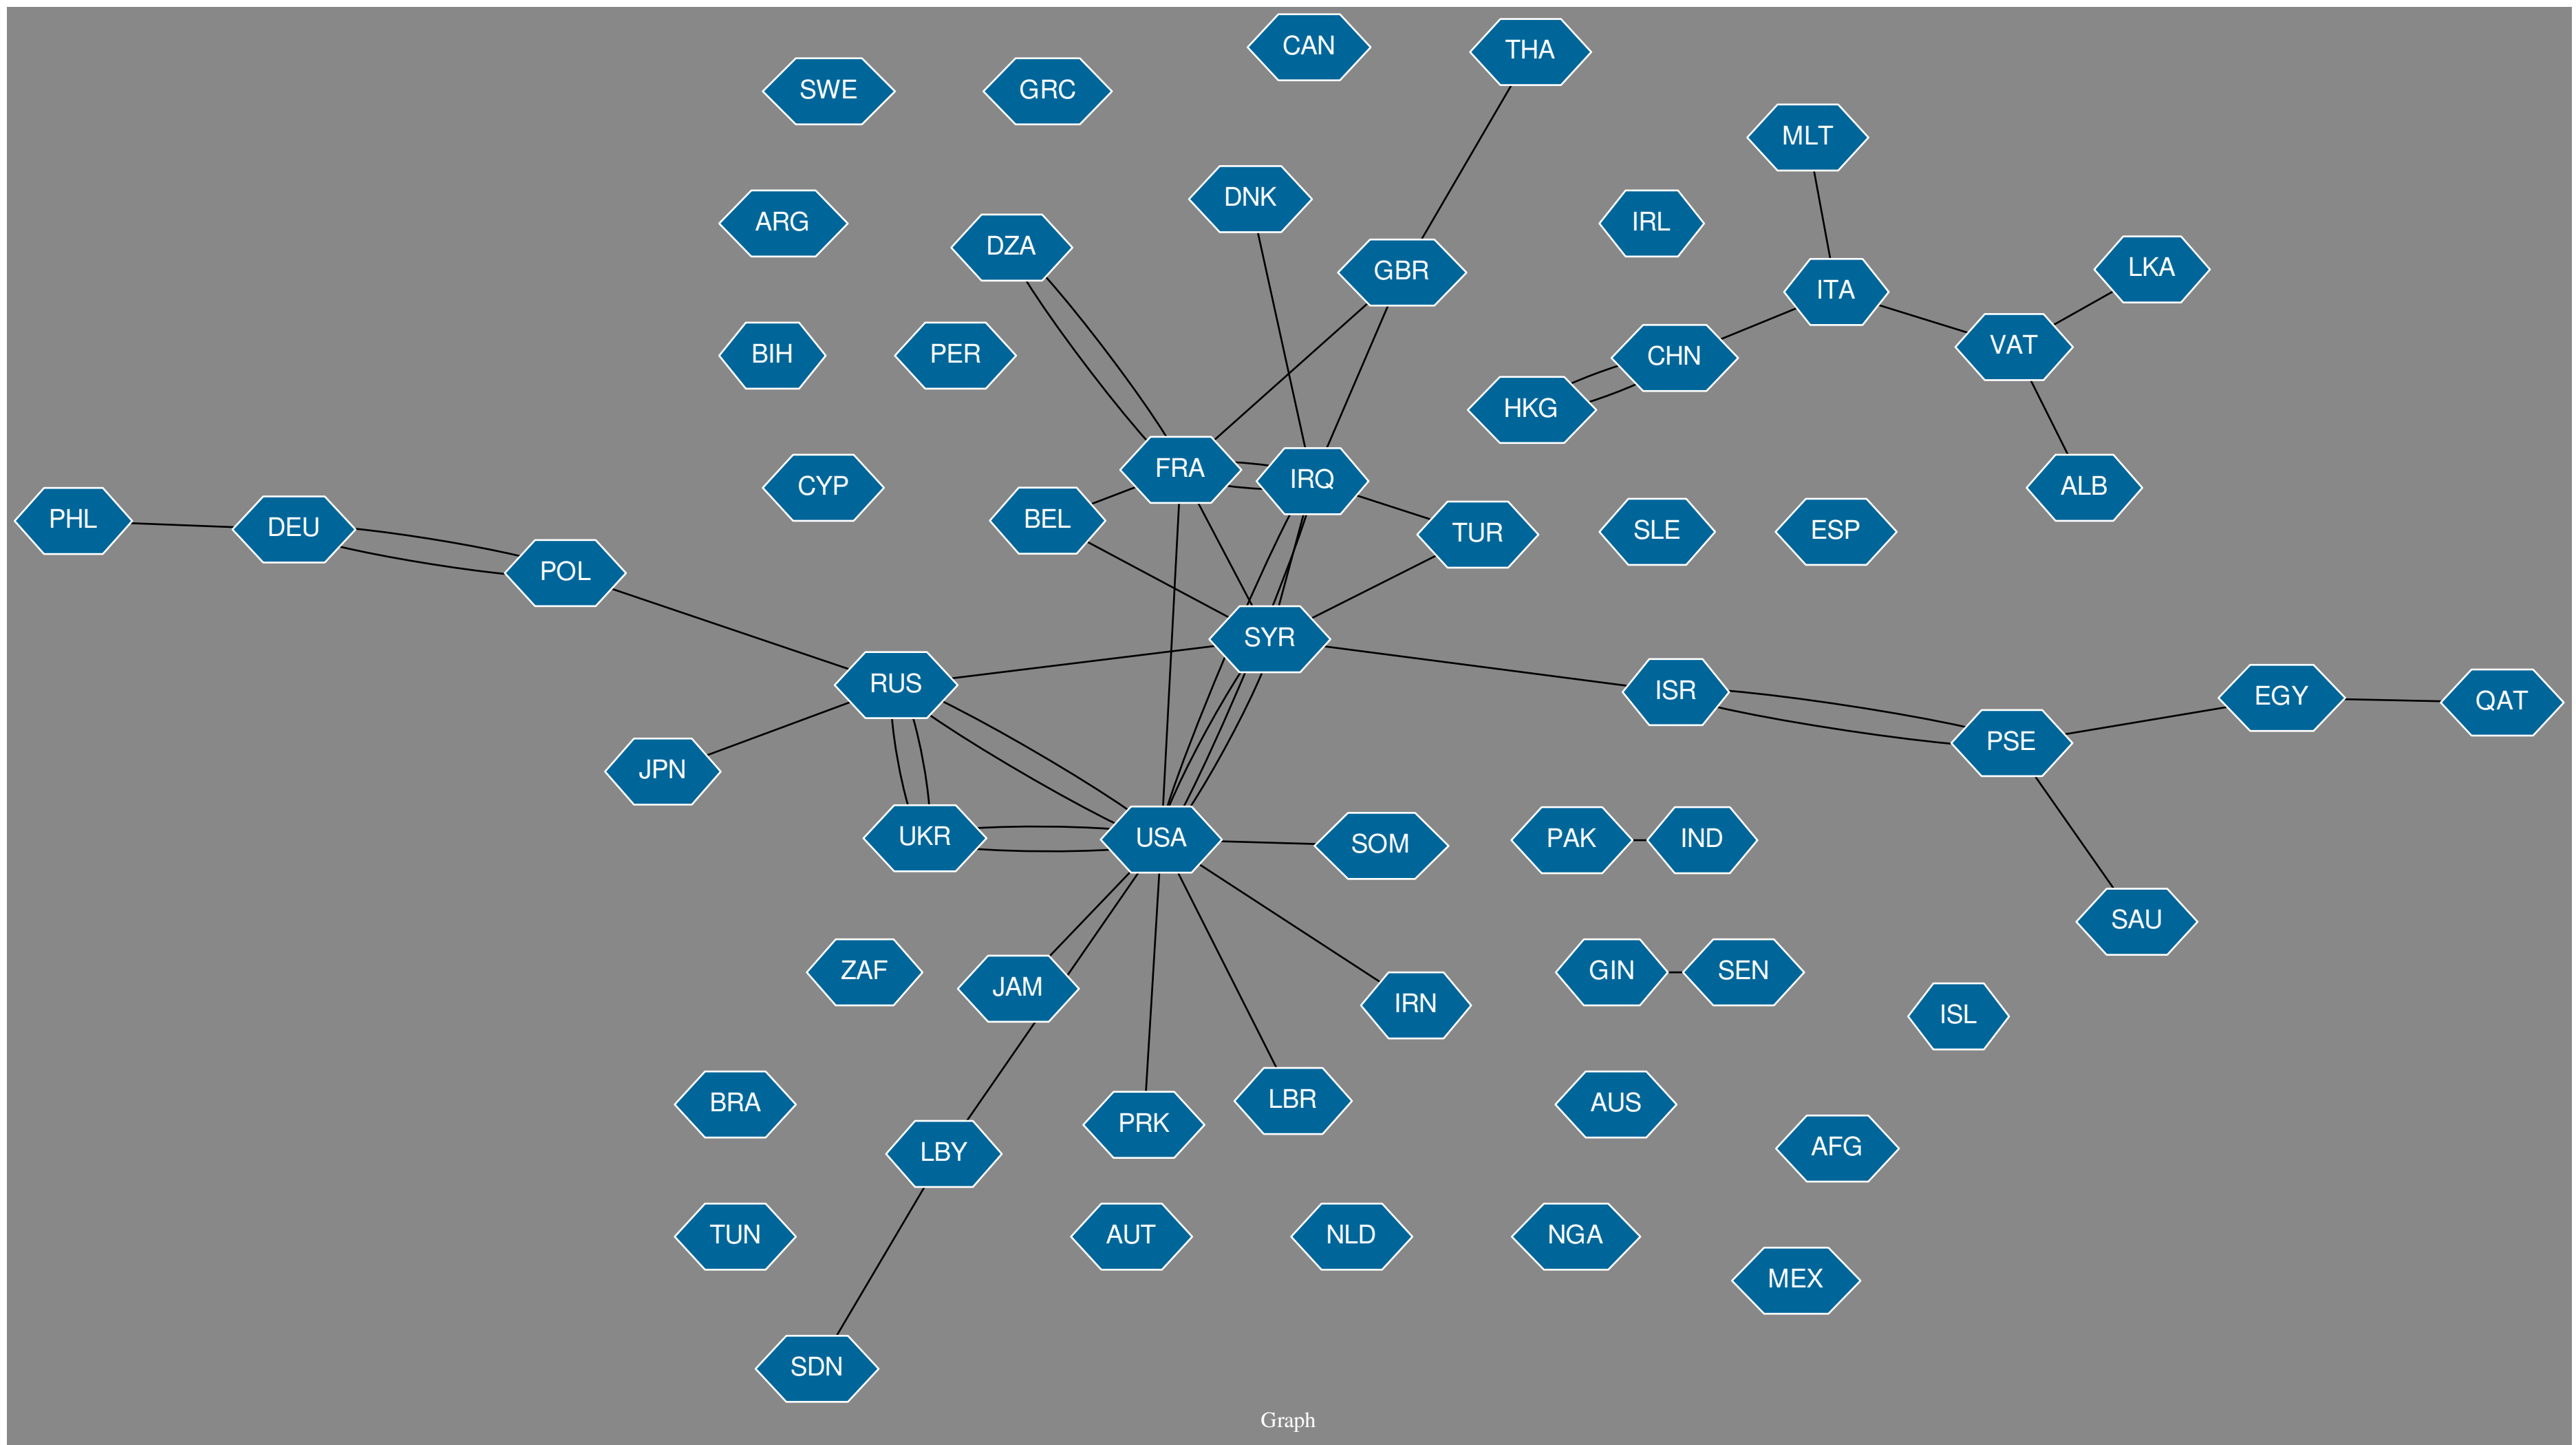 CAN
THA
SWE
GRC
MLT
DNK
ARG
IRL
DZA
GBR
LKA
ITA
VAT
BIH
PER
CHN
HKG
FRA
IRQ
CYP
ALB
PHL
BEL
DEU
TUR
SLE
ESP
POL
SYR
RUS
ISR
EGY
QAT
PSE
JPN
UKR
USA
SOM
PAK
IND
SAU
ZAF
JAM
IRN
GIN
SEN
ISL
BRA
PRK
LBR
AUS
LBY
AFG
TUN
AUT
NLD
NGA
MEX
SDN
Graph